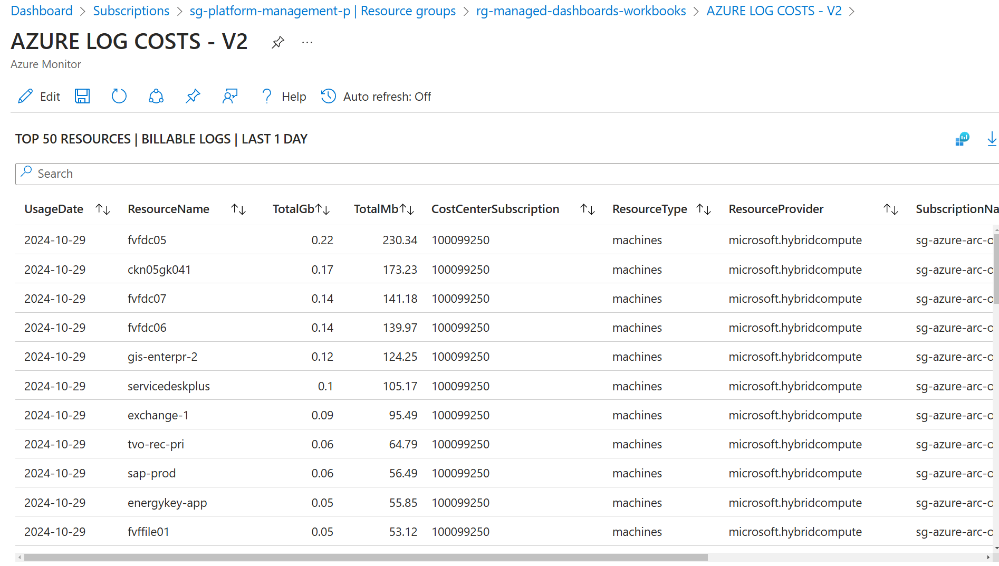 Dashboard > Subscriptions > sg-platform-management-p | Resource groups > rg-managed-dashboards-workbooks > AZURE LOG COSTS - V2 >
AZURE LOG COSTS - V2 ...
Azure Monitor
Edit ? Help Auto refresh: Off
TOP 50 RESOURCES | BILLABLE LOGS | LAST 1 DAY
Search
UsageDate ↑↓ ResourceName ↑↓ TotalGb↑↓ TotalMb↑↓ CostCenterSubscription ↑↓ ResourceType ↑↓ ResourceProvider ↑↓ SubscriptionNa
2024-10-29 fvfdc05 0.22 230.34 100099250 machines microsoft.hybridcompute sg-azure-arc-o
2024-10-29 ckn05gk041 0.17 173.23 100099250 machines microsoft.hybridcompute sg-azure-arc-o
2024-10-29 fvfdc07 0.14 141.18 100099250 machines microsoft.hybridcompute sg-azure-arc-o
2024-10-29 fvfdc06 0.14 139.97 100099250 machines microsoft.hybridcompute sg-azure-arc-o
2024-10-29 gis-enterpr-2 0.12 124.25 100099250 machines microsoft.hybridcompute sg-azure-arc-o
2024-10-29 servicedeskplus 0.1 105.17 100099250 machines microsoft.hybridcompute sg-azure-arc-o
2024-10-29 exchange-1 0.09 95.49 100099250 machines microsoft.hybridcompute sg-azure-arc-o
2024-10-29 tvo-rec-pri 0.06 64.79 100099250 machines microsoft.hybridcompute sg-azure-arc-o
2024-10-29 sap-prod 0.06 56.49 100099250 machines microsoft.hybridcompute sg-azure-arc-o
2024-10-29 energykey-app 0.05 55.85 100099250 machines microsoft.hybridcompute sg-azure-arc-o
2024-10-29 fvffile01 0.05 53.12 100099250 machines microsoft.hybridcompute sg-azure-arc-o